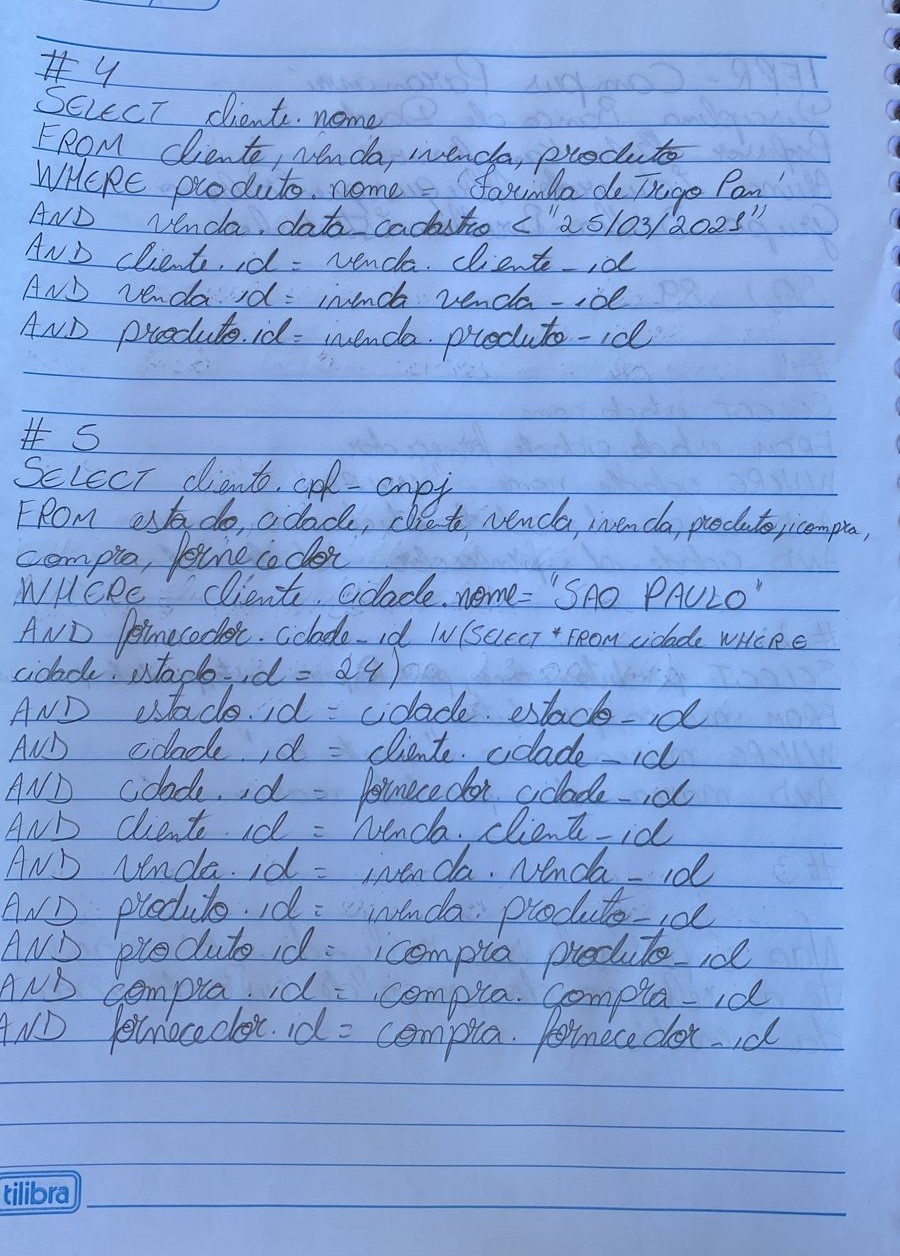 # 4
SELECT cliente.nome
FROM cliente, venda, ivenda, produto
WHERE produto.nome = 'Farinha de Trigo Pan'
AND venda.data_cadastro < "25/03/2021"
AND cliente.id = venda.cliente_id
AND venda.id = ivenda venda_id
AND produto.id = ivenda.produto_id
# 5
SELECT cliente.cpf_cnpj
FROM estado, cidade, cliente, venda, ivenda, produto, icompra,
compra, fornecedor
WHERE cliente.cidade.nome = "SAO PAULO"
AND fornecedor.cidade_id IN (SELECT * FROM cidade WHERE
cidade.estado_id = 24)
AND estado.id = cidade.estado_id
AND cidade.id = cliente.cidade_id
AND cidade.id = fornecedor cidade_id
AND cliente.id = venda.cliente_id
AND venda.id = ivenda.venda_id
AND produto.id = ivenda.produto_id
AND produto id = icompra produto_id
AND compra.id = icompra.compra_id
AND fornecedor.id = compra.fornecedor_id
tilibra